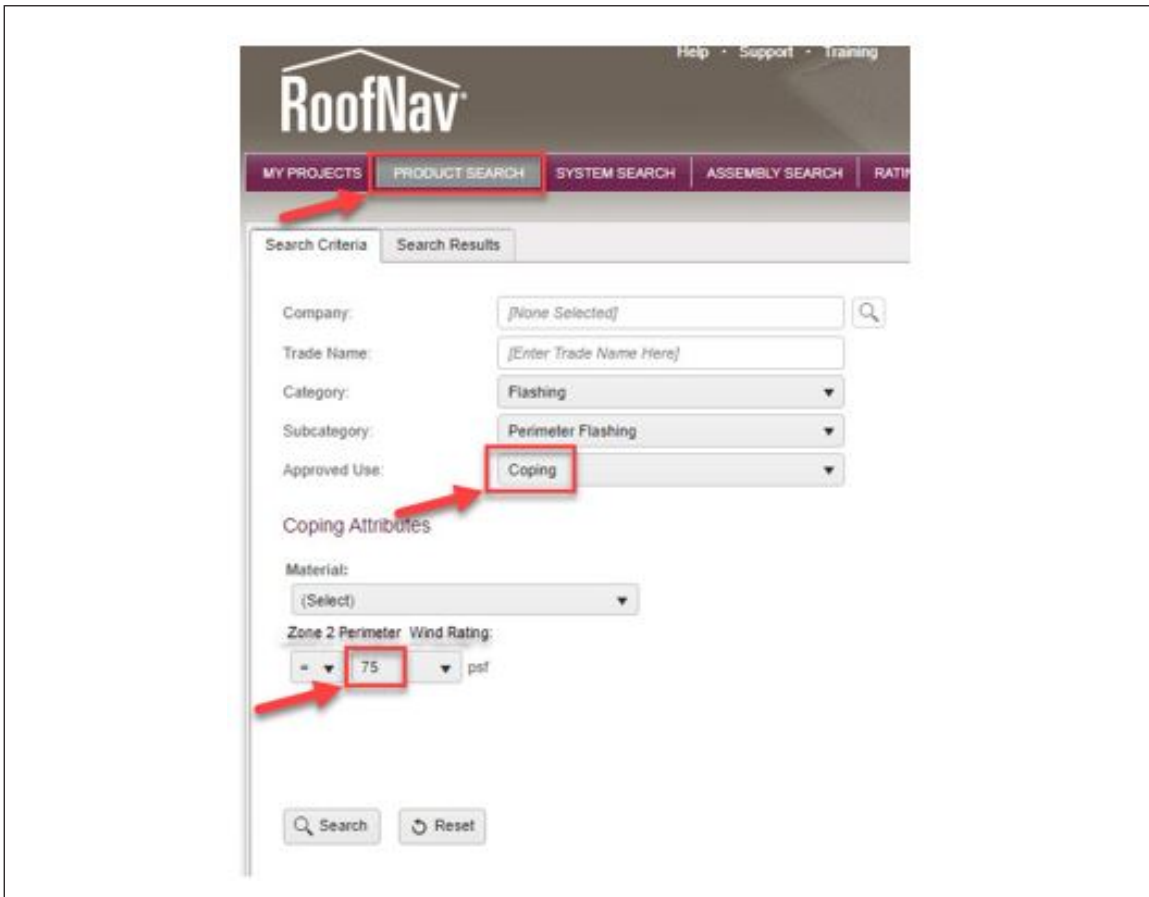 Help · Support · Training
RoofNav
MY PROJECTS PRODUCT SEARCH SYSTEM SEARCH ASSEMBLY SEARCH
Search Criteria Search Results
Company: [None Selected]
Trade Name: [Enter Trade Name Here]
Category: Flashing
Subcategory: Perimeter Flashing
Approved Use: Coping
Coping Attributes
Material:
(Select)
Zone 2 Perimeter Wind Rating:
= 75 psf
Search Reset